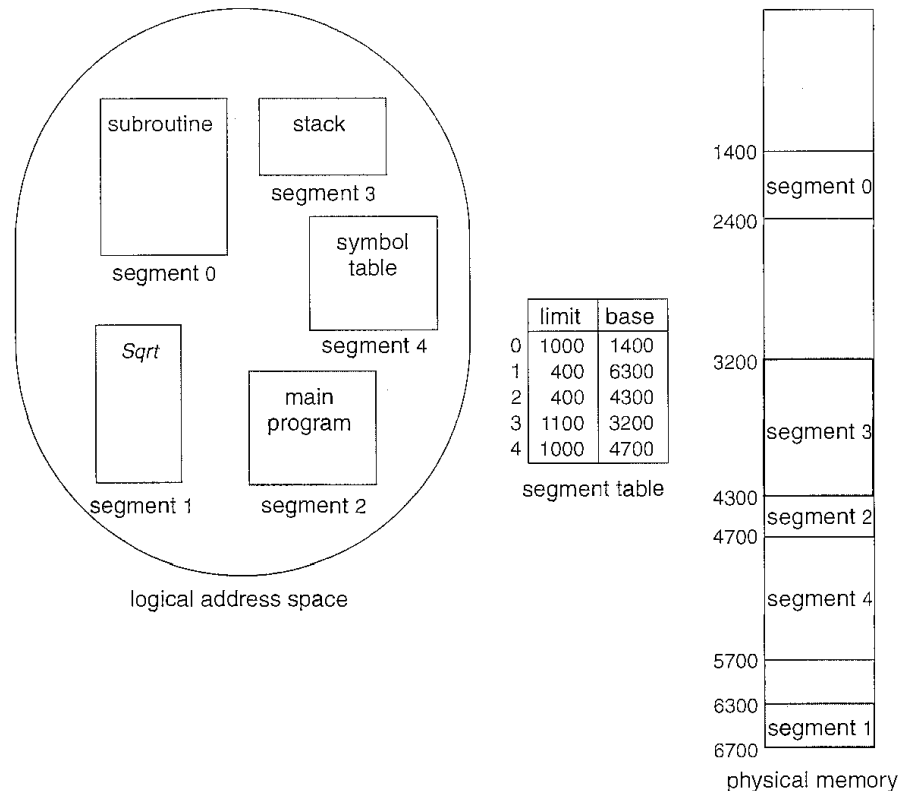 subroutine
segment 0
stack
segment 3
symbol
table
segment 4
Sqrt
segment 1
main
program
segment 2
logical address space
limit base
0 1000 1400
1 400 6300
2 400 4300
3 1100 3200
4 1000 4700
segment table
1400
segment 0
2400
3200
segment 3
4300
segment 2
4700
segment 4
5700
6300
segment 1
6700
physical memory